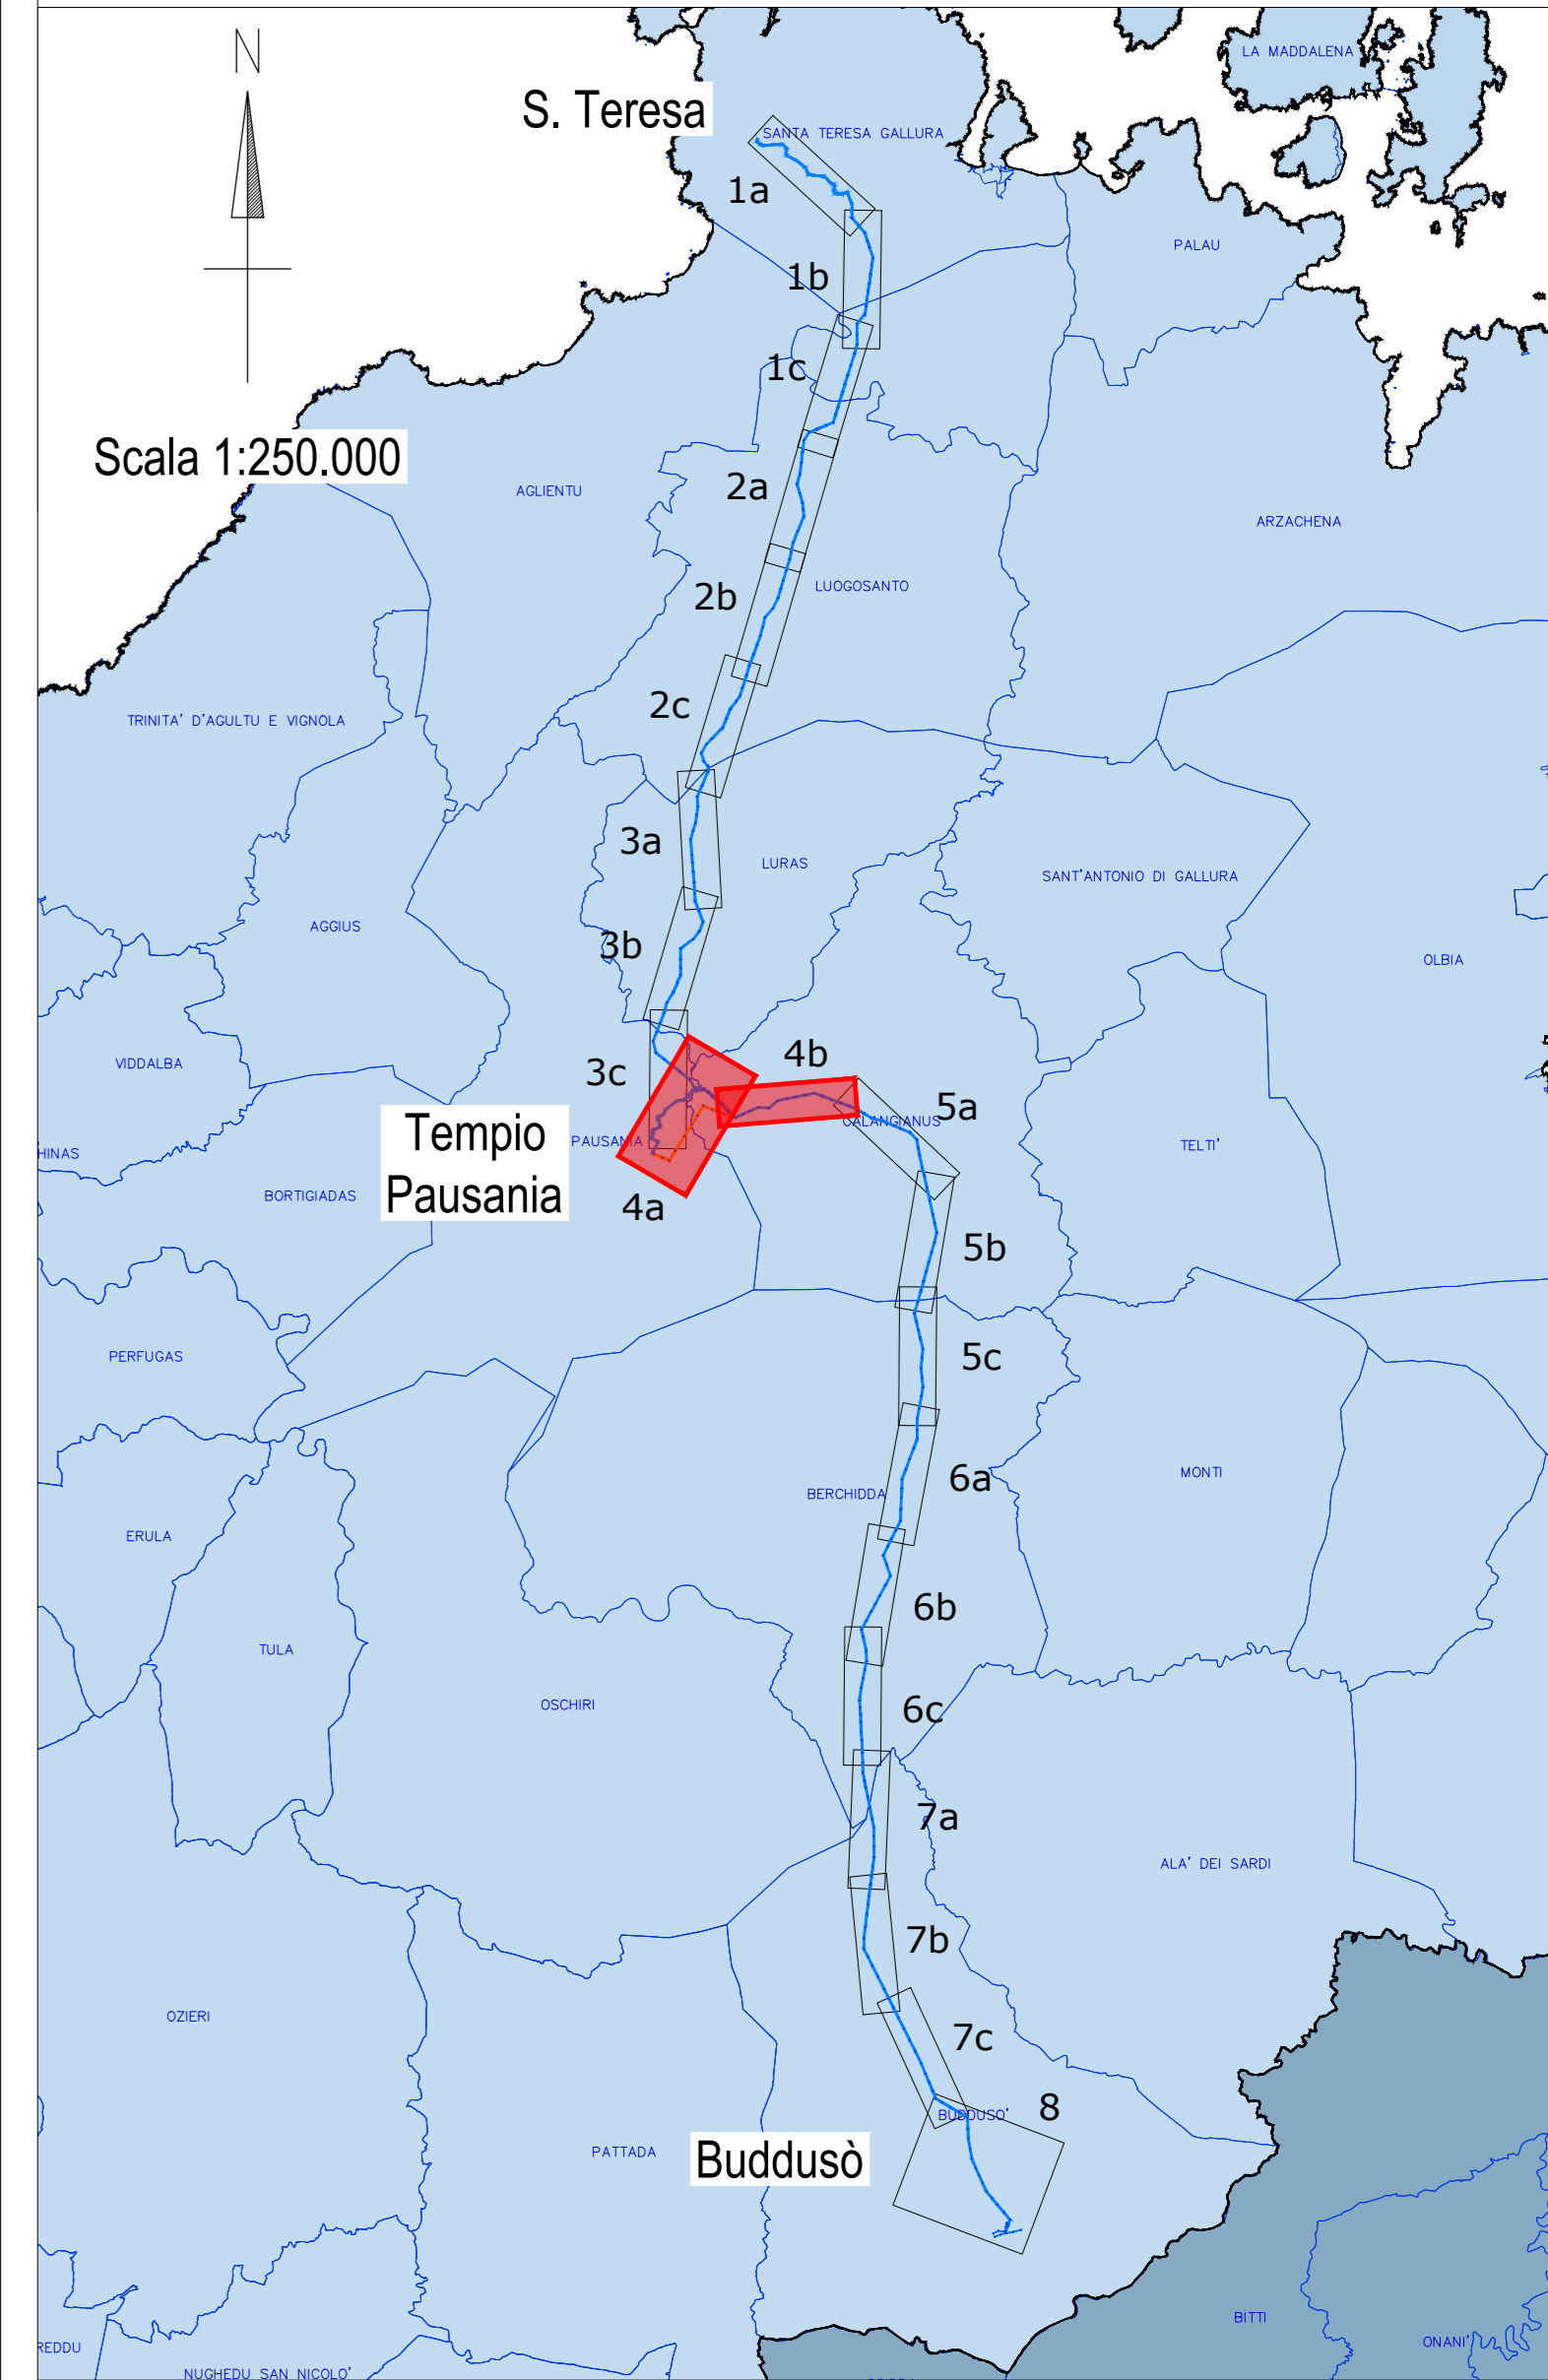 N
LA MADDALENA
S. Teresa
SANTA TERESA GALLURA
1a
PALAU
1b
1c
Scala 1:250.000
2a
AGLIENTU
ARZACHENA
2b
LUOGOSANTO
2c
TRINITA' D'AGULTU E VIGNOLA
3a
LURAS
SANT'ANTONIO DI GALLURA
AGGIUS
3b
OLBIA
VIDDALBA
3c
4b
5a
CALANGIANUS
Tempio
Pausania
PAUSANIA
TELTI'
HINAS
BORTIGIADAS
4a
5b
PERFUGAS
5c
6a
MONTI
BERCHIDDA
ERULA
6b
TULA
OSCHIRI
6c
7a
ALA' DEI SARDI
7b
OZIERI
7c
8
BUDDUSO'
PATTADA
Buddusò
BITTI
REDDU
ONANI'
NUGHEDU SAN NICOLO'